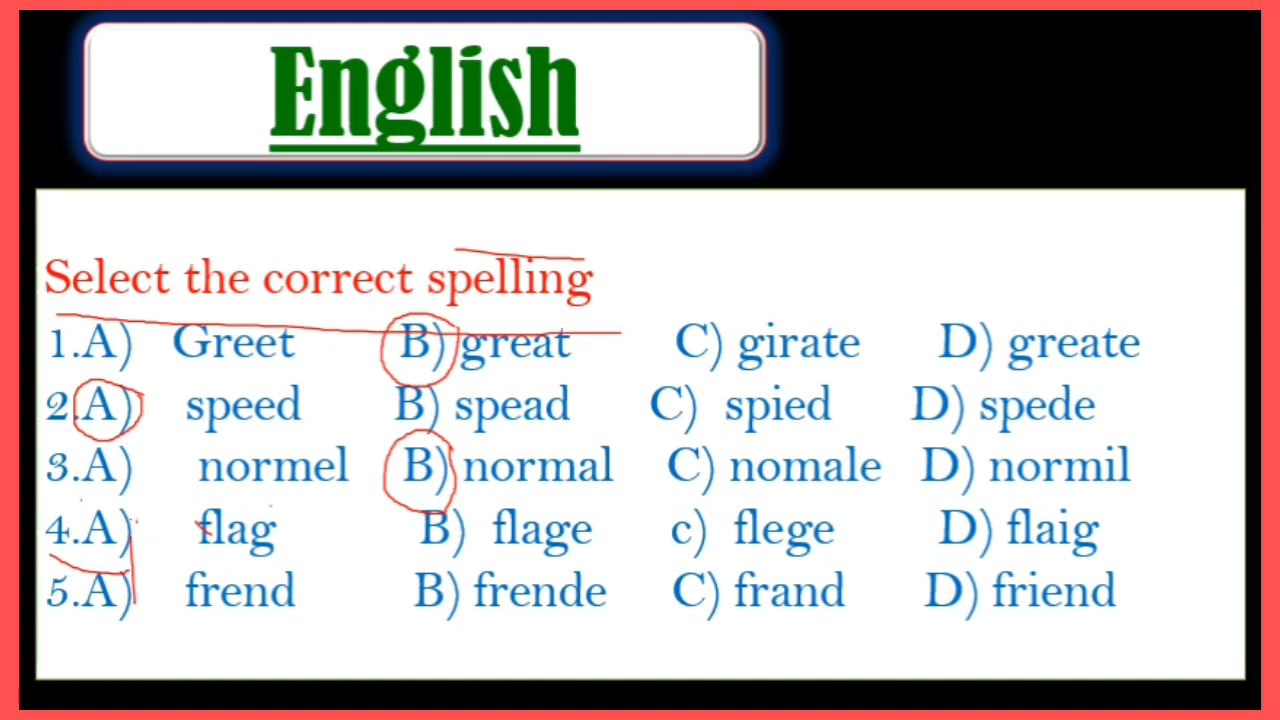 English
Select the correct spelling
1.A) Greet B) great C) girate D) greate
2.A) speed B) spead C) spied D) spede
3.A) normel B) normal C) nomale D) normil
4.A) flag B) flage c) flege D) flaig
5.A) frend B) frende C) frand D) friend